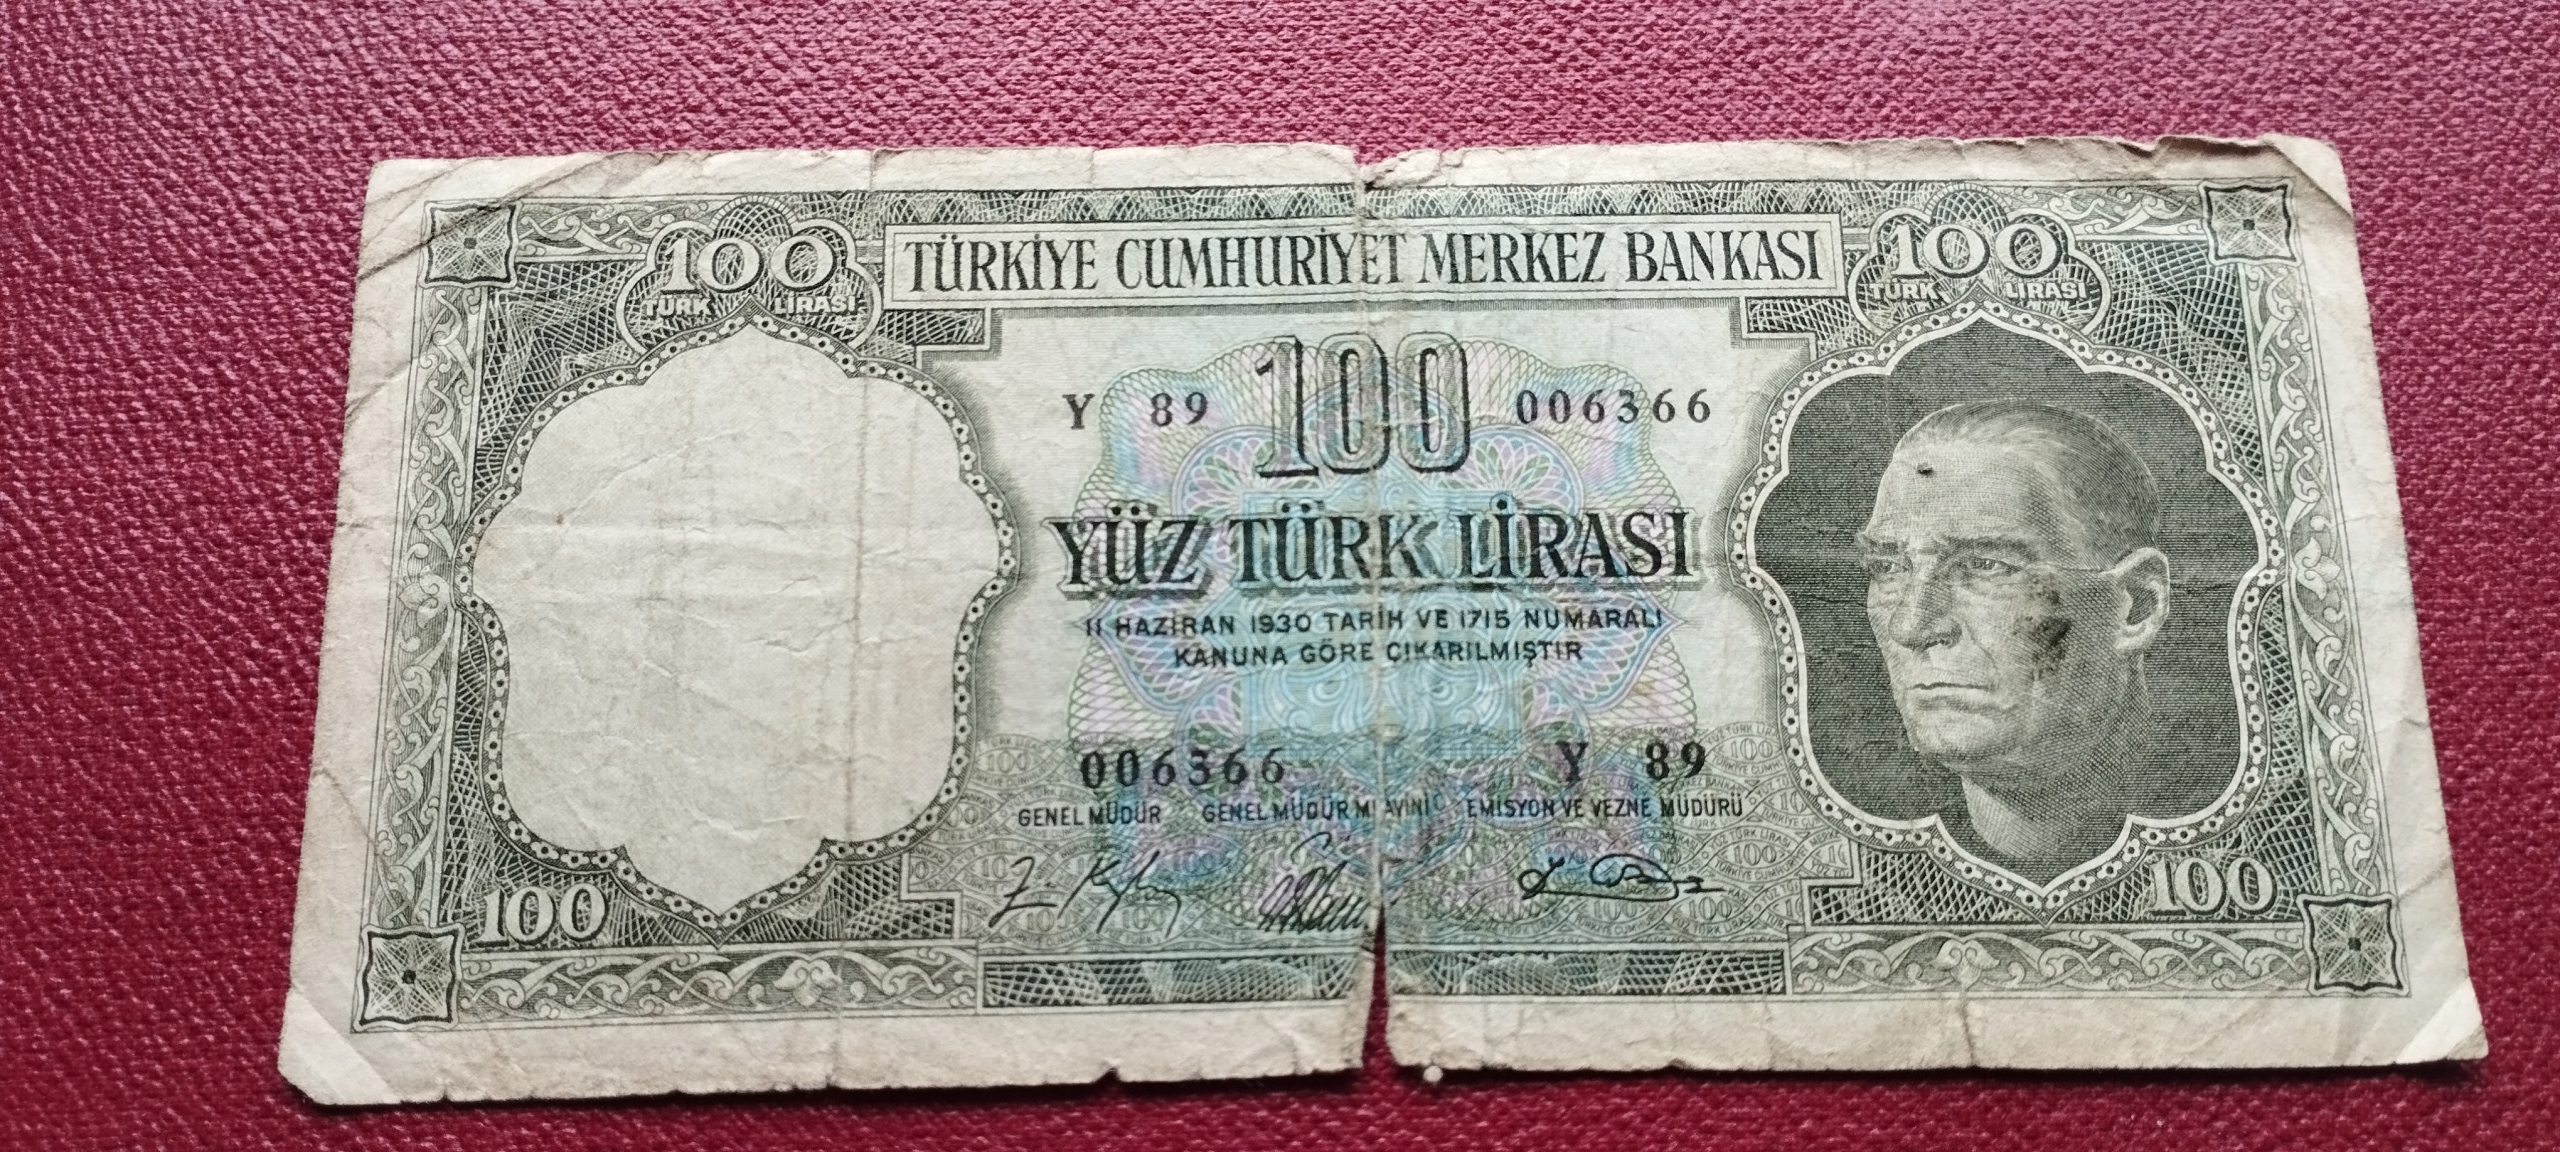 100 TÜRKİYE CUMHURİYET MERKEZ BANKASI 100
TÜRK LİRASI TÜRK LİRASI
100
Y 89 006366
YÜZ TÜRK LİRASI
11 HAZİRAN 1930 TARİH VE 1715 NUMARALI
KANUNA GÖRE ÇIKARILMIŞTIR
006366 Y 89
GENEL MÜDÜR GENEL MÜDÜR MUAVİNİ EMİSYON VE VEZNE MÜDÜRÜ
100 100